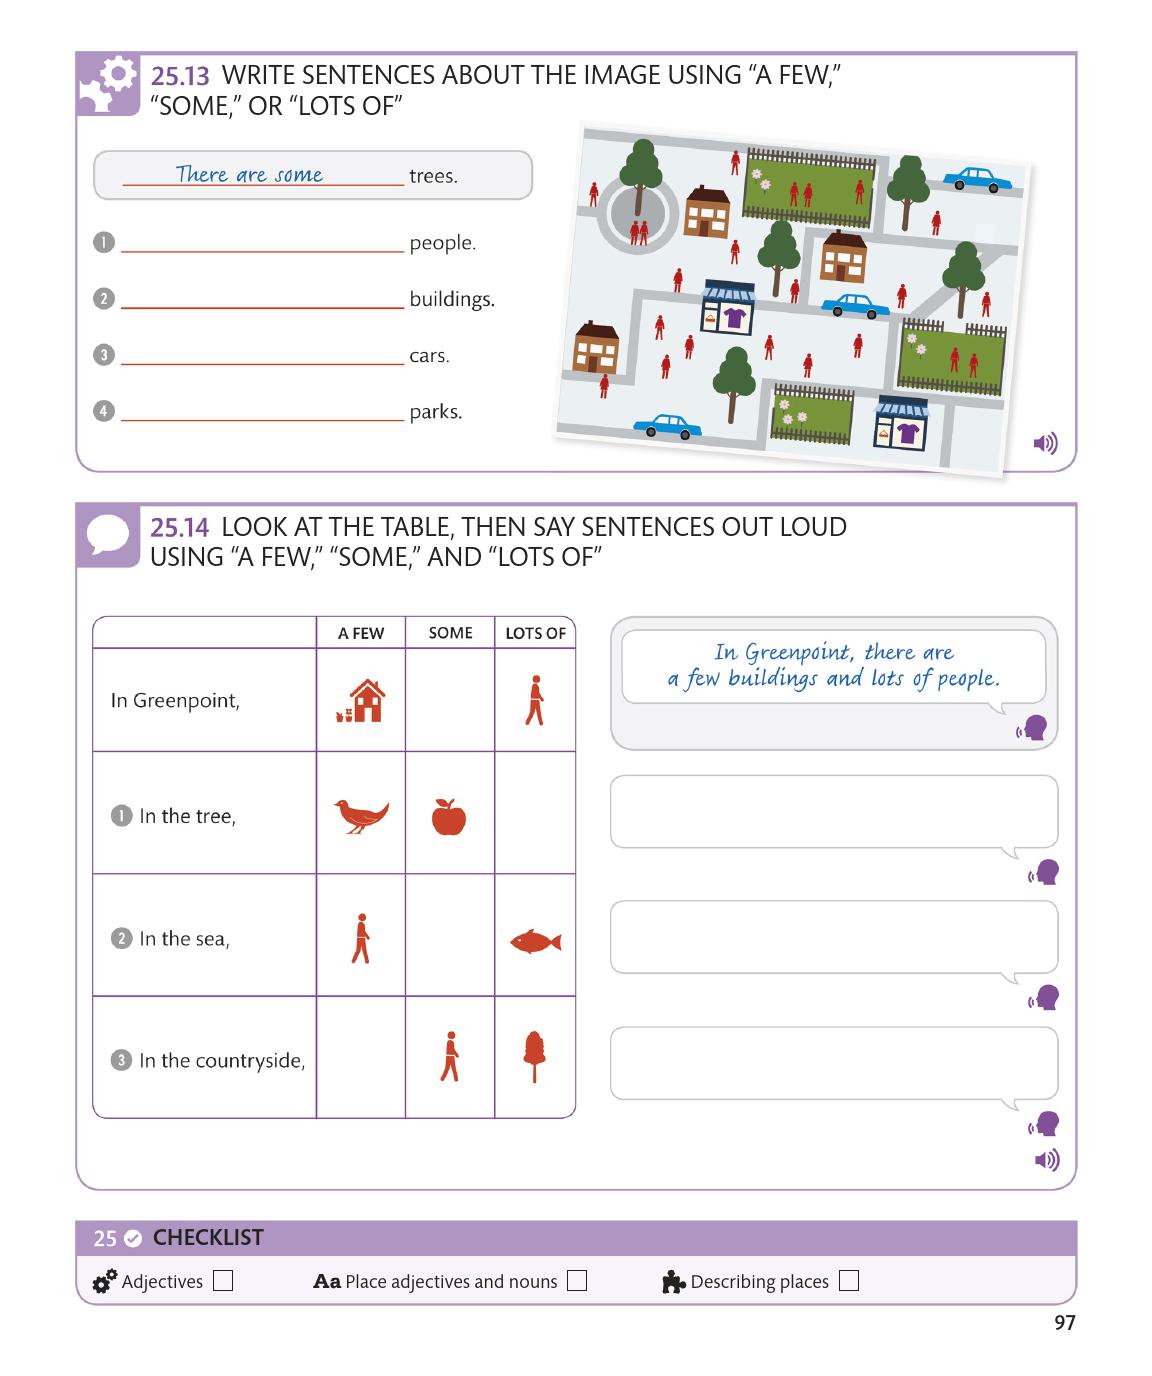 25.13 WRITE SENTENCES ABOUT THE IMAGE USING “A FEW,”
“SOME,” OR “LOTS OF”
There are some trees.
1 people.
2 buildings.
3 cars.
4 parks.
25.14 LOOK AT THE TABLE, THEN SAY SENTENCES OUT LOUD
USING “A FEW,” “SOME,” AND “LOTS OF”
A FEW SOME LOTS OF
In Greenpoint,
1 In the tree,
2 In the sea,
3 In the countryside,
In Greenpoint, there are
a few buildings and lots of people.
25 CHECKLIST
Adjectives Aa Place adjectives and nouns Describing places
97